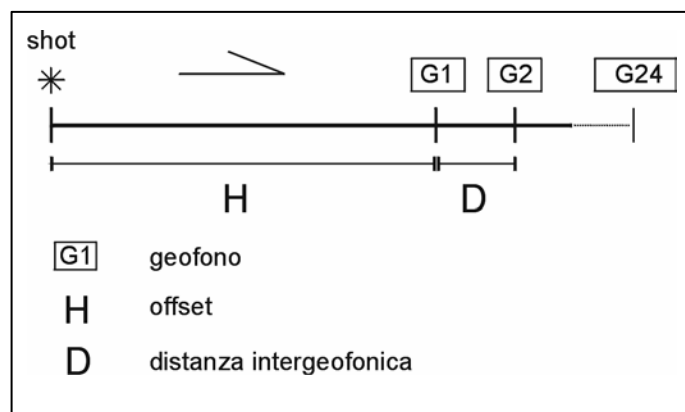 shot
G1 G2 G24
H D
G1 geofono
H offset
D distanza intergeofonica